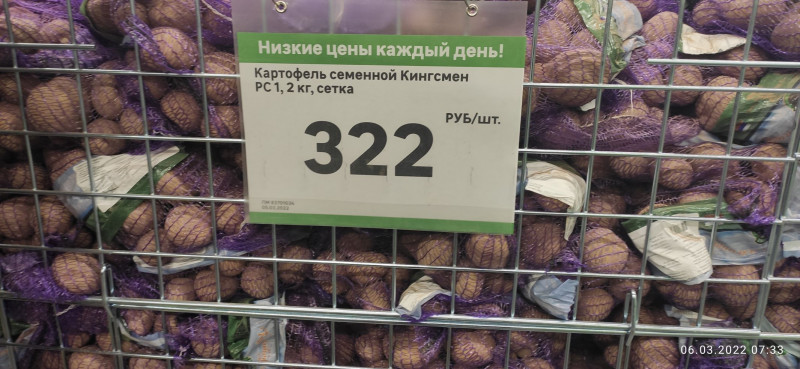 Низкие цены каждый день!
Картофель семенной Кингсмен
РС 1, 2 кг, сетка
322
РУБ/шт.
06.03.2022 07:33